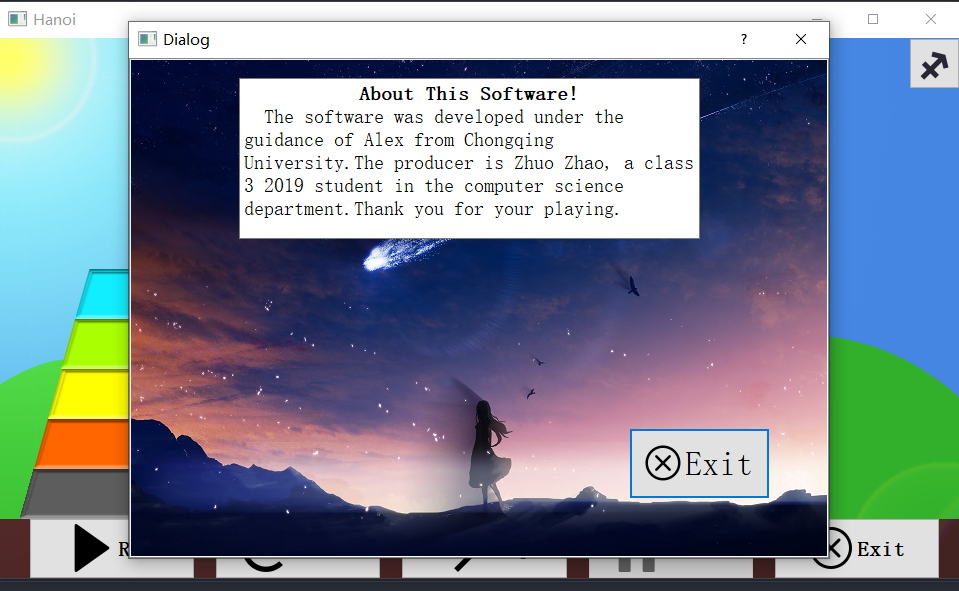 Hanoi
Dialog
?
About This Software!
The software was developed under the
guidance of Alex from Chongqing
University.The producer is Zhuo Zhao, a class
3 2019 student in the computer science
department.Thank you for your playing.
Exit
R
Exit